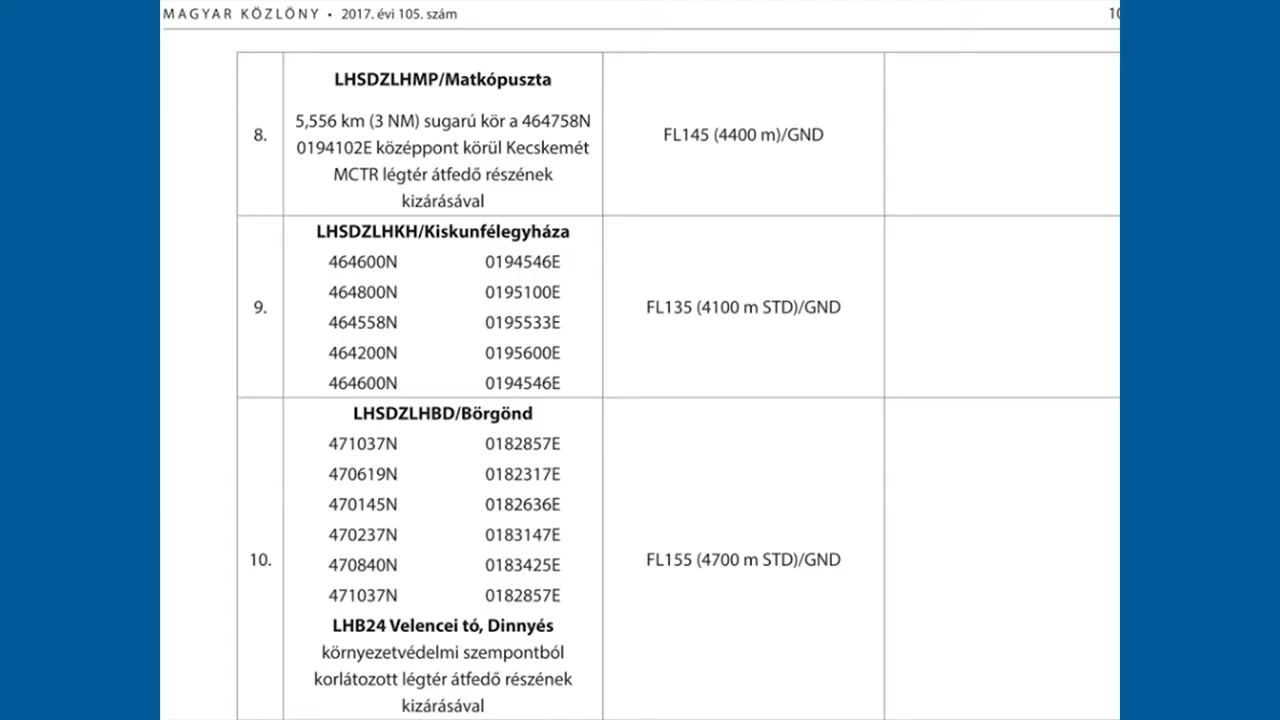 MAGYAR KÖZLÖNY • 2017. évi 105. szám
LHSDZLHMP/Matkópuszta
8.
5,556 km (3 NM) sugarú kör a 464758N
0194102E középpont körül Kecskemét
MCTR légtér átfedő részének
kizárásával
FL145 (4400 m)/GND
LHSDZLHKH/Kiskunfélegyháza
9.
464600N 0194546E
464800N 0195100E
464558N 0195533E
464200N 0195600E
464600N 0194546E
FL135 (4100 m STD)/GND
LHSDZLHBD/Börgönd
10.
471037N 0182857E
470619N 0182317E
470145N 0182636E
470237N 0183147E
470840N 0183425E
471037N 0182857E
LHB24 Velencei tó, Dinnyés
környezetvédelmi szempontból
korlátozott légtér átfedő részének
kizárásával
FL155 (4700 m STD)/GND